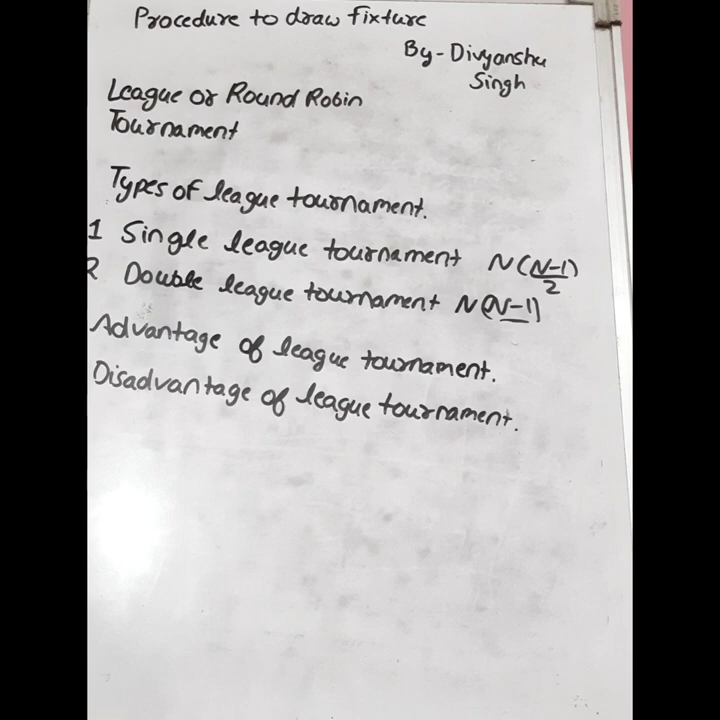 Procedure to draw fixture
By- Divyanshu
Singh
League or Round Robin
Tournament
Types of league tournament.
1 Single league tournament N(N-1)/2
2 Double league tournament N(N-1)
Advantage of league tournament.
Disadvantage of league tournament.